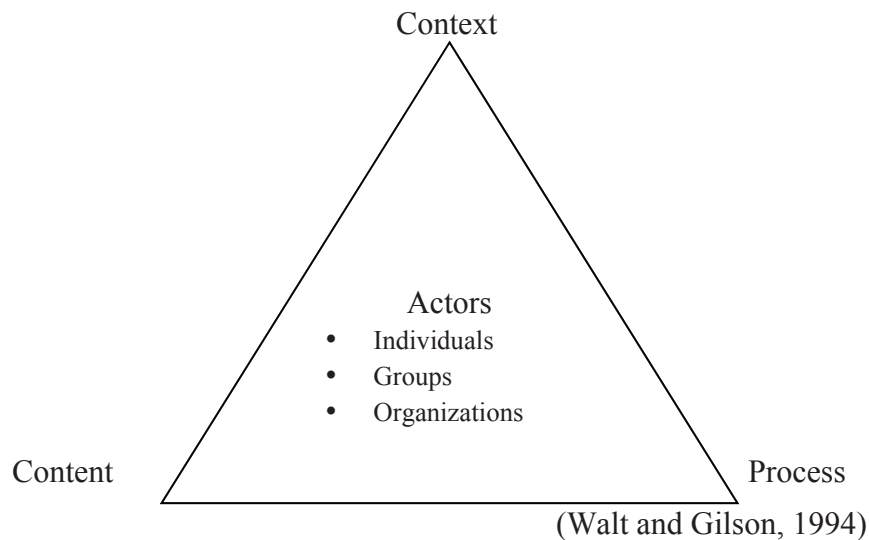 Context
Actors
• Individuals
• Groups
• Organizations
Content
Process
(Walt and Gilson, 1994)